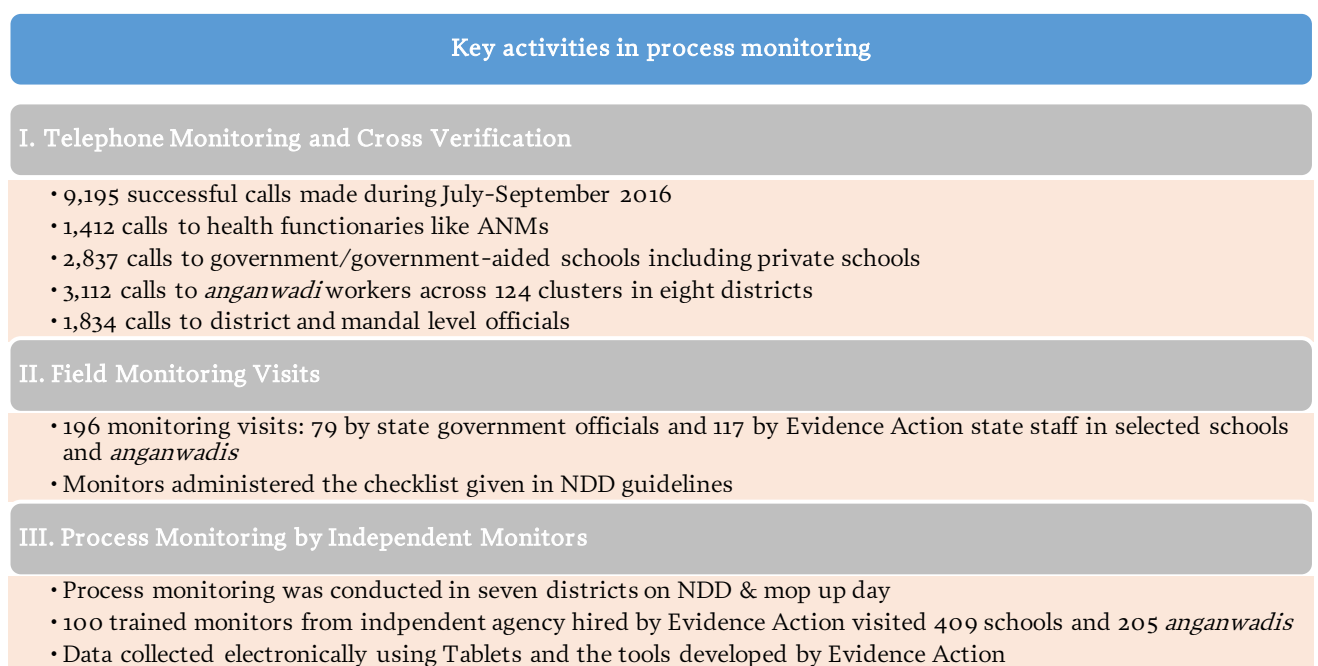 Key activities in process monitoring
I. Telephone Monitoring and Cross Verification
• 9,195 successful calls made during July-September 2016
• 1,412 calls to health functionaries like ANMs
• 2,837 calls to government/government-aided schools including private schools
• 3,112 calls to anganwadi workers across 124 clusters in eight districts
• 1,834 calls to district and mandal level officials
II. Field Monitoring Visits
• 196 monitoring visits: 79 by state government officials and 117 by Evidence Action state staff in selected schools
and anganwadis
• Monitors administered the checklist given in NDD guidelines
III. Process Monitoring by Independent Monitors
• Process monitoring was conducted in seven districts on NDD & mop up day
• 100 trained monitors from indpendent agency hired by Evidence Action visited 409 schools and 205 anganwadis
• Data collected electronically using Tablets and the tools developed by Evidence Action